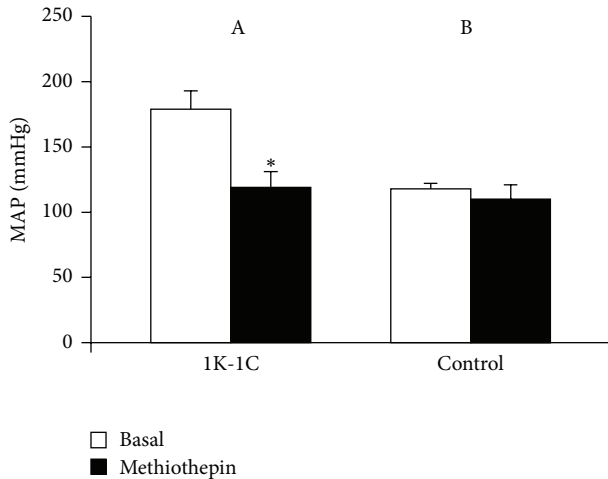 A
B
250
200
150
100
50
0
MAP (mmHg)
*
1K-1C
Control
Basal
Methiothepin